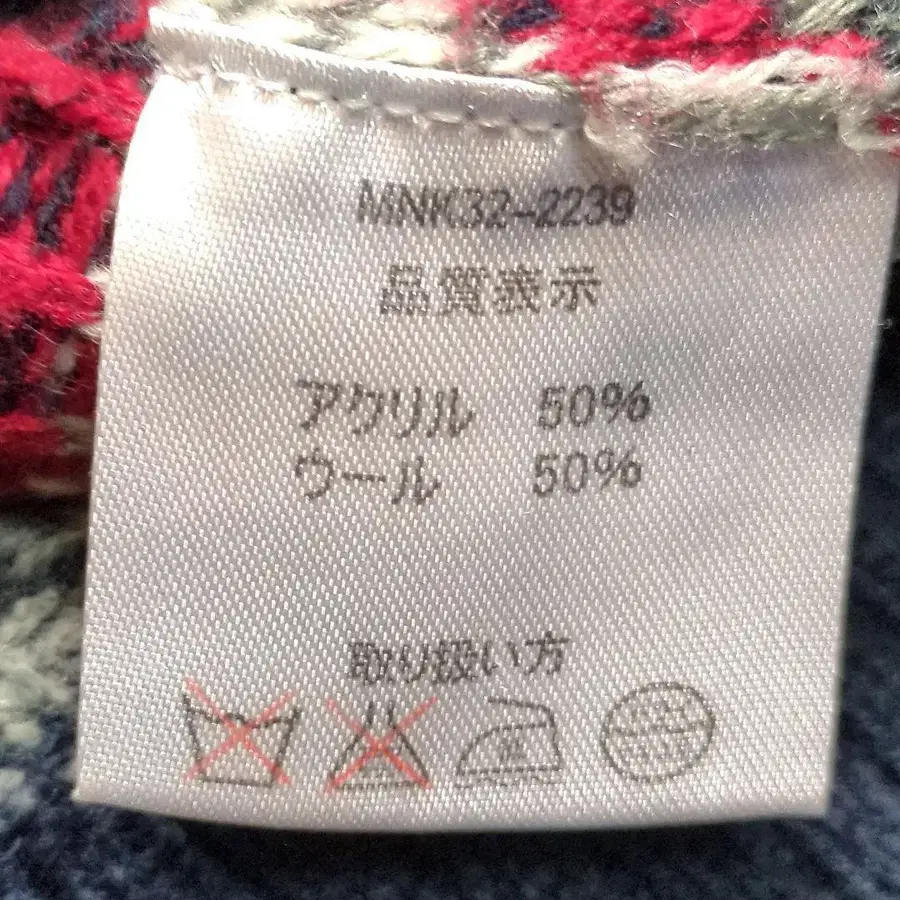 MNK32-2239
品質表示
アクリル 50%
ウール 50%
取り扱い方